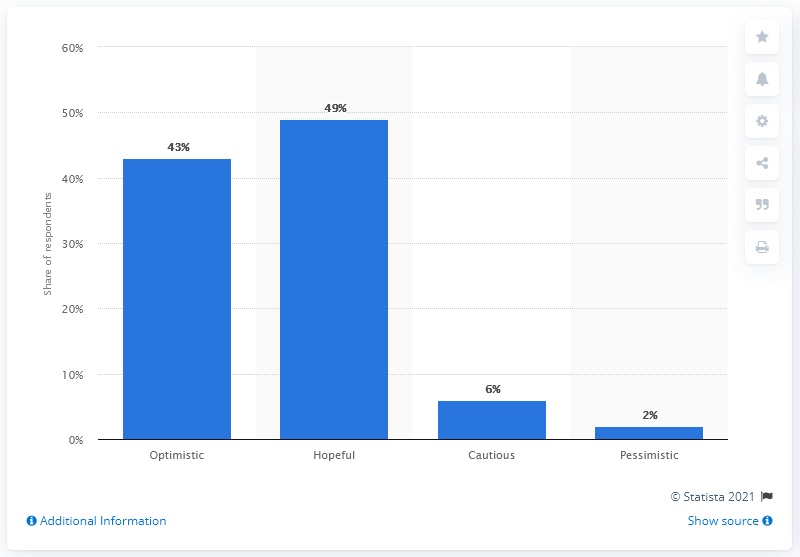 60%
50%
40%
30%
20%
10%
0%
Share of respondents
43%
49%
6%
2%
Optimistic
Hopeful
Cautious
Pessimistic
© Statista 2021
Additional Information
Show source